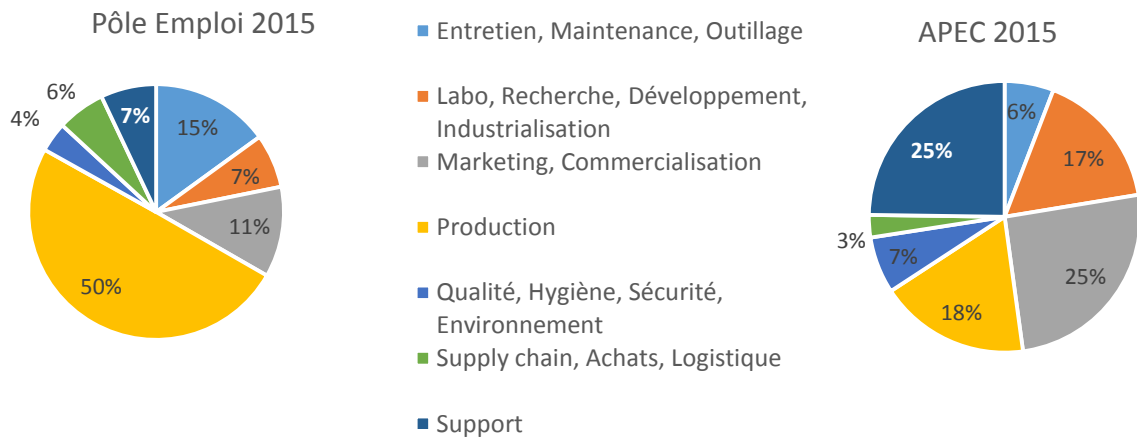 Pôle Emploi 2015
6%
4%
7%
15%
7%
11%
50%
Entretien, Maintenance, Outillage
Labo, Recherche, Développement,
Industrialisation
Marketing, Commercialisation
Production
Qualité, Hygiène, Sécurité,
Environnement
Supply chain, Achats, Logistique
Support
APEC 2015
6%
25%
17%
3%
7%
25%
18%